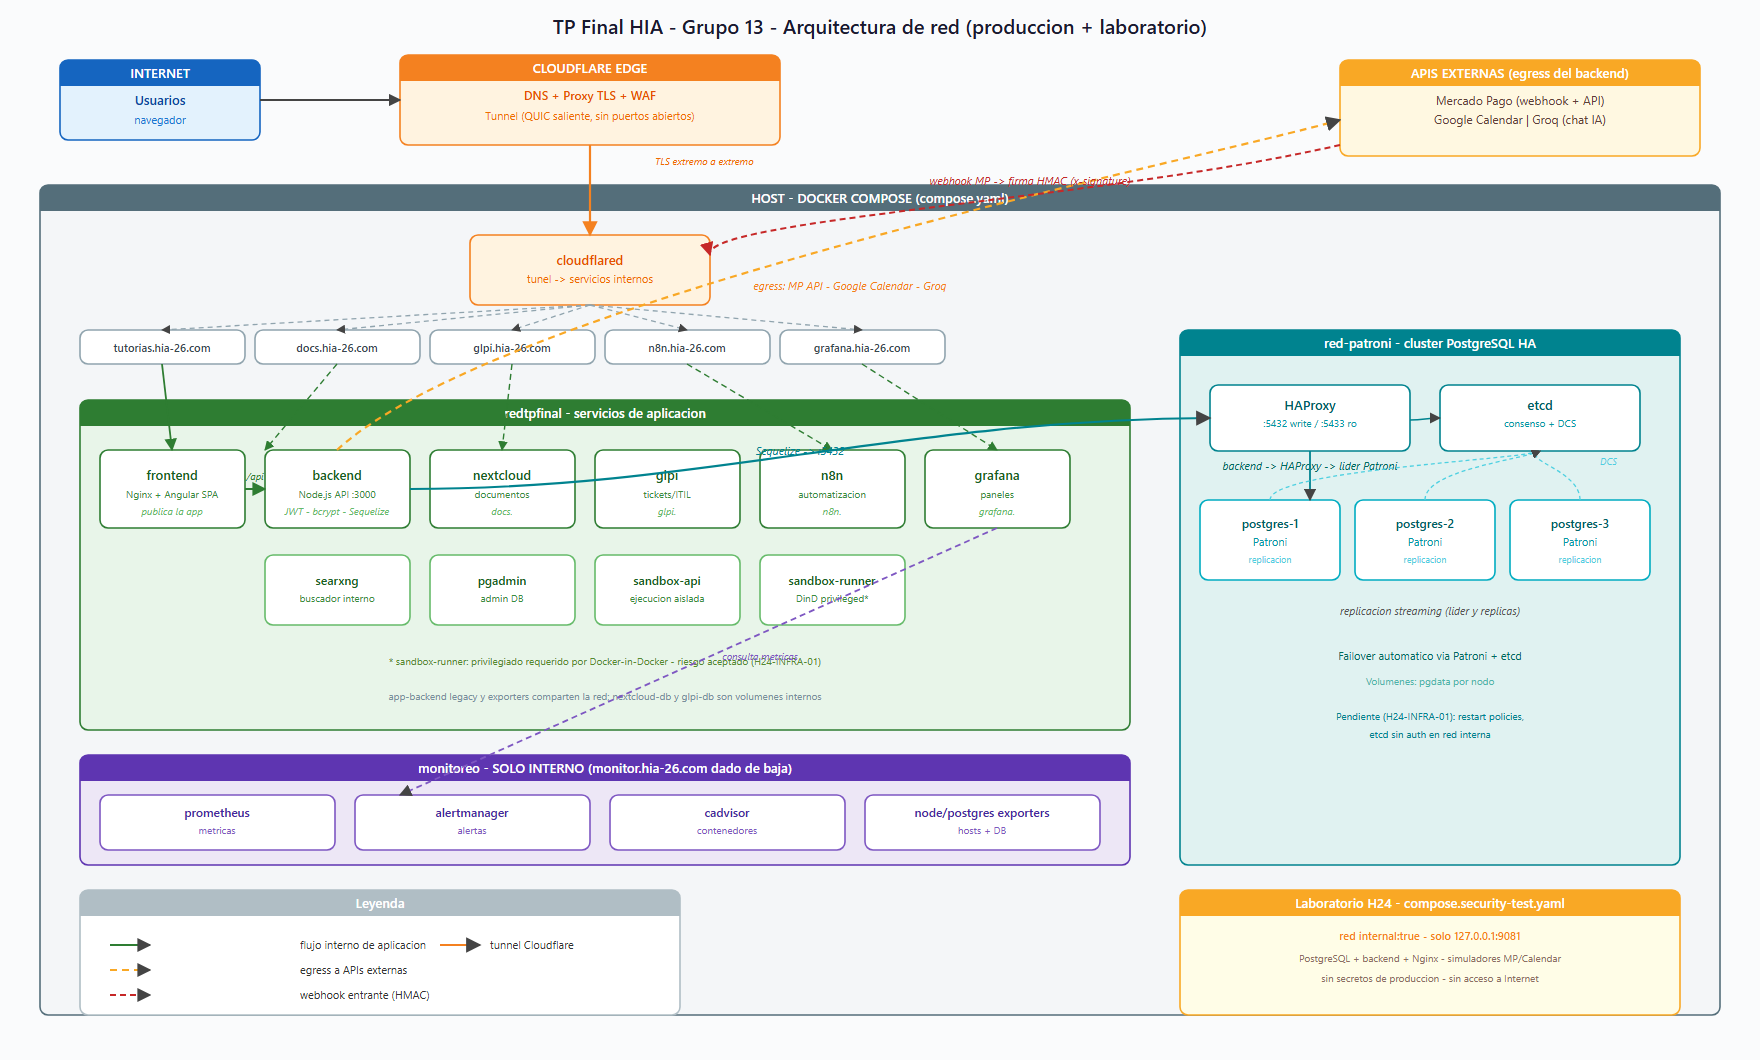 TP Final HIA - Grupo 13 - Arquitectura de red (produccion + laboratorio)
INTERNET
Usuarios
navegador
CLOUDFLARE EDGE
DNS + Proxy TLS + WAF
Tunnel (QUIC saliente, sin puertos abiertos)
APIS EXTERNAS (egress del backend)
Mercado Pago (webhook + API)
Google Calendar | Groq (chat IA)
TLS extremo a extremo
webhook MP -> firma HMAC (x-signature)
HOST - DOCKER COMPOSE (compose.yaml)
cloudflared
tunel -> servicios internos
egress: MP API - Google Calendar - Groq
tutorias.hia-26.com
docs.hia-26.com
glpi.hia-26.com
n8n.hia-26.com
grafana.hia-26.com
redtpfinal - servicios de aplicacion
Sequelize -> :5432
frontend
Nginx + Angular SPA
publica la app
/api
backend
Node.js API :3000
JWT - bcrypt - Sequelize
nextcloud
documentos
docs.
glpi
tickets/ITIL
glpi.
n8n
automatizacion
n8n.
grafana
paneles
grafana.
searxng
buscador interno
pgadmin
admin DB
sandbox-api
ejecucion aislada
sandbox-runner
DinD privileged*
consulta metricas
* sandbox-runner: privilegiado requerido por Docker-in-Docker - riesgo aceptado (H24-INFRA-01)
app-backend legacy y exporters comparten la red; nextcloud-db y glpi-db son volumenes internos
red-patroni - cluster PostgreSQL HA
HAProxy
:5432 write / :5433 ro
etcd
consenso + DCS
backend -> HAProxy -> lider Patroni
DCS
postgres-1
Patroni
replicacion
postgres-2
Patroni
replicacion
postgres-3
Patroni
replicacion
replicacion streaming (lider y replicas)
Failover automatico via Patroni + etcd
Volumenes: pgdata por nodo
Pendiente (H24-INFRA-01): restart policies,
etcd sin auth en red interna
monitoreo - SOLO INTERNO (monitor.hia-26.com dado de baja)
prometheus
metricas
alertmanager
alertas
cadvisor
contenedores
node/postgres exporters
hosts + DB
Leyenda
flujo interno de aplicacion
tunnel Cloudflare
egress a APIs externas
webhook entrante (HMAC)
Laboratorio H24 - compose.security-test.yaml
red internal:true - solo 127.0.0.1:9081
PostgreSQL + backend + Nginx - simuladores MP/Calendar
sin secretos de produccion - sin acceso a Internet